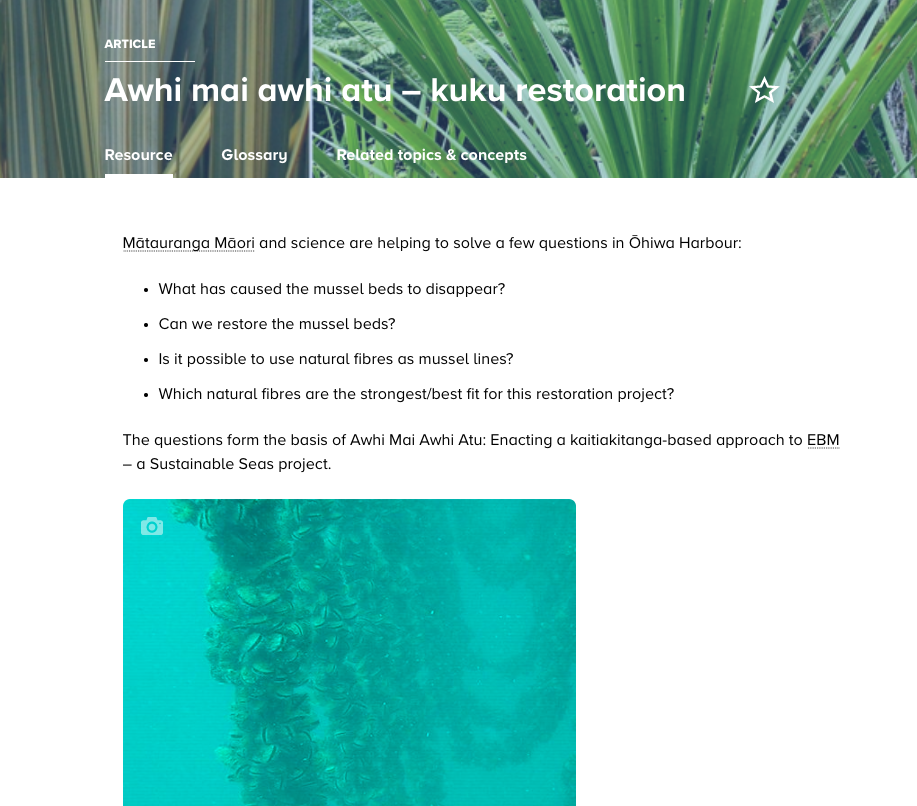 ARTICLE
Awhi mai awhi atu – kuku restoration
Resource Glossary Related topics & concepts
Mātauranga Māori and science are helping to solve a few questions in Ōhiwa Harbour:
• What has caused the mussel beds to disappear?
• Can we restore the mussel beds?
• Is it possible to use natural fibres as mussel lines?
• Which natural fibres are the strongest/best fit for this restoration project?
The questions form the basis of Awhi Mai Awhi Atu: Enacting a kaitiakitanga-based approach to EBM
– a Sustainable Seas project.